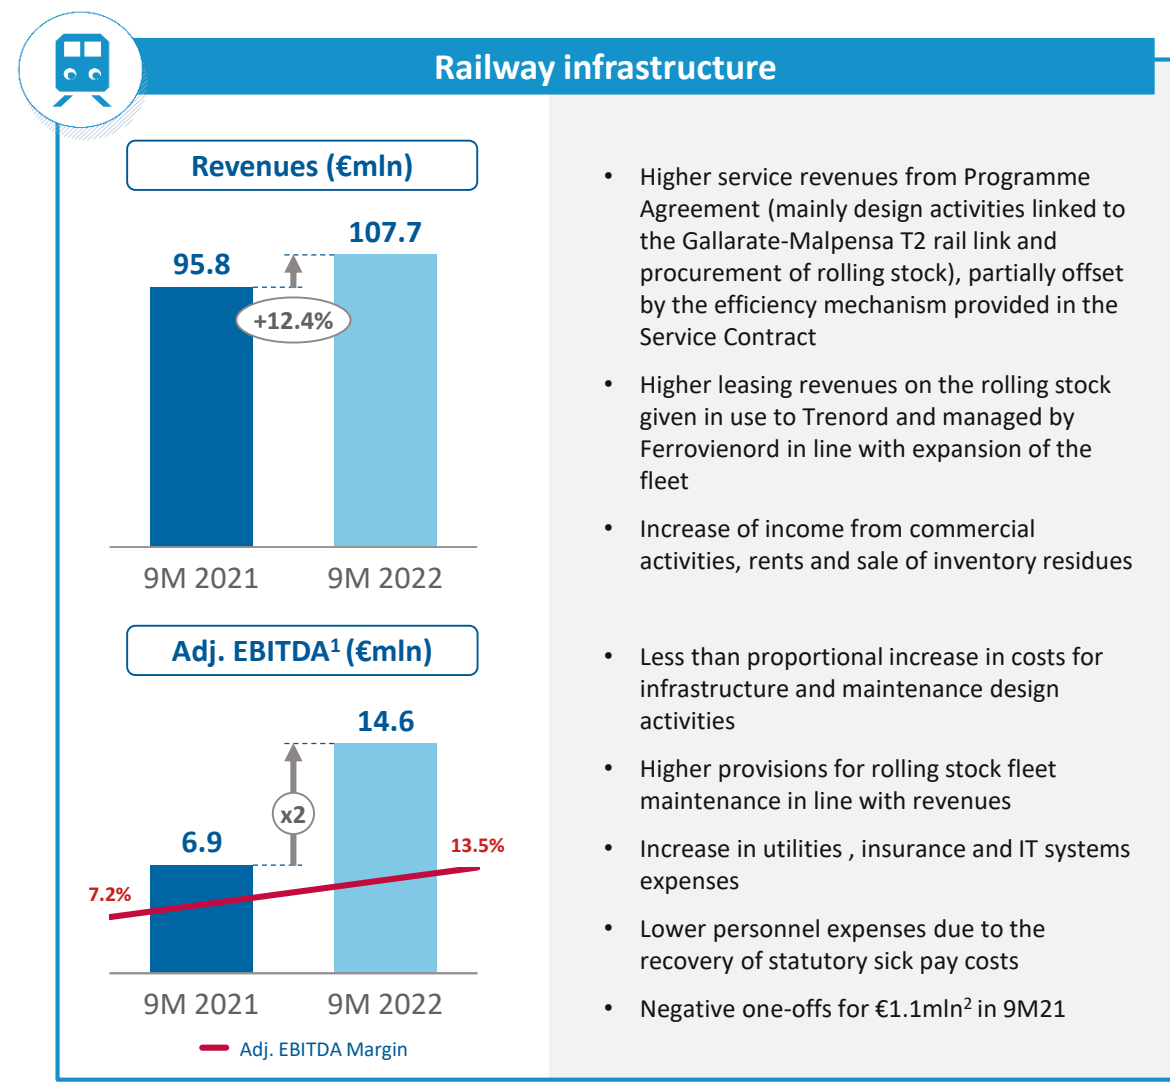 Railway infrastructure
Revenues (€mln)
107.7
95.8
+12.4%
9M 2021
9M 2022
• Higher service revenues from Programme
Agreement (mainly design activities linked to
the Gallarate-Malpensa T2 rail link and
procurement of rolling stock), partially offset
by the efficiency mechanism provided in the
Service Contract
• Higher leasing revenues on the rolling stock
given in use to Trenord and managed by
Ferrovienord in line with expansion of the
fleet
• Increase of income from commercial
activities, rents and sale of inventory residues
Adj. EBITDA¹ (€mln)
14.6
x2
6.9
13.5%
7.2%
9M 2021
9M 2022
Adj. EBITDA Margin
• Less than proportional increase in costs for
infrastructure and maintenance design
activities
• Higher provisions for rolling stock fleet
maintenance in line with revenues
• Increase in utilities , insurance and IT systems
expenses
• Lower personnel expenses due to the
recovery of statutory sick pay costs
• Negative one-offs for €1.1mln² in 9M21